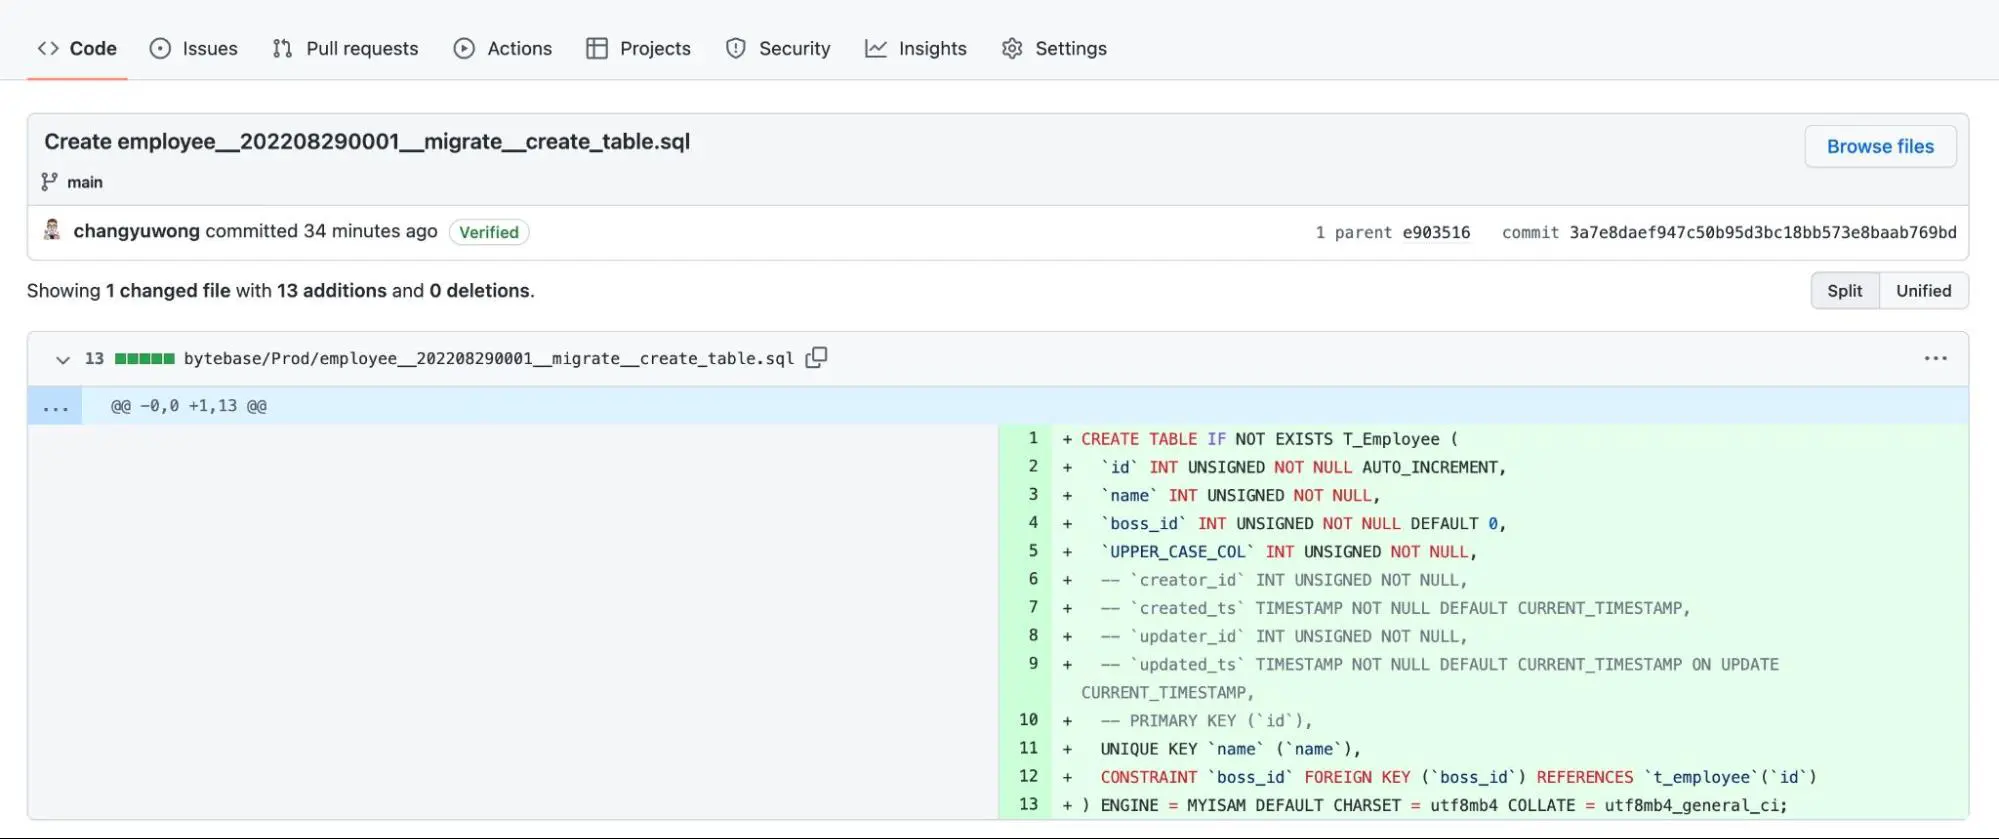 Code Issues Pull requests Actions Projects Security Insights Settings
Create employee__202208290001__migrate__create_table.sql
Browse files
main
changyuwong committed 34 minutes ago Verified
1 parent e903516 commit 3a7e8daef947c50b95d3bc18bb573e8baab769bd
Showing 1 changed file with 13 additions and 0 deletions.
Split Unified
13 bytebase/Prod/employee__202208290001__migrate__create_table.sql
...
... @@ -0,0 +1,13 @@
1 + CREATE TABLE IF NOT EXISTS T_Employee (
2 + `id` INT UNSIGNED NOT NULL AUTO_INCREMENT,
3 + `name` INT UNSIGNED NOT NULL,
4 + `boss_id` INT UNSIGNED NOT NULL DEFAULT 0,
5 + `UPPER_CASE_COL` INT UNSIGNED NOT NULL,
6 + -- `creator_id` INT UNSIGNED NOT NULL,
7 + -- `created_ts` TIMESTAMP NOT NULL DEFAULT CURRENT_TIMESTAMP,
8 + -- `updater_id` INT UNSIGNED NOT NULL,
9 + -- `updated_ts` TIMESTAMP NOT NULL DEFAULT CURRENT_TIMESTAMP ON UPDATE
CURRENT_TIMESTAMP,
10 + -- PRIMARY KEY (`id`),
11 + UNIQUE KEY `name` (`name`),
12 + CONSTRAINT `boss_id` FOREIGN KEY (`boss_id`) REFERENCES `t_employee`(`id`)
13 + ) ENGINE = MYISAM DEFAULT CHARSET = utf8mb4 COLLATE = utf8mb4_general_ci;